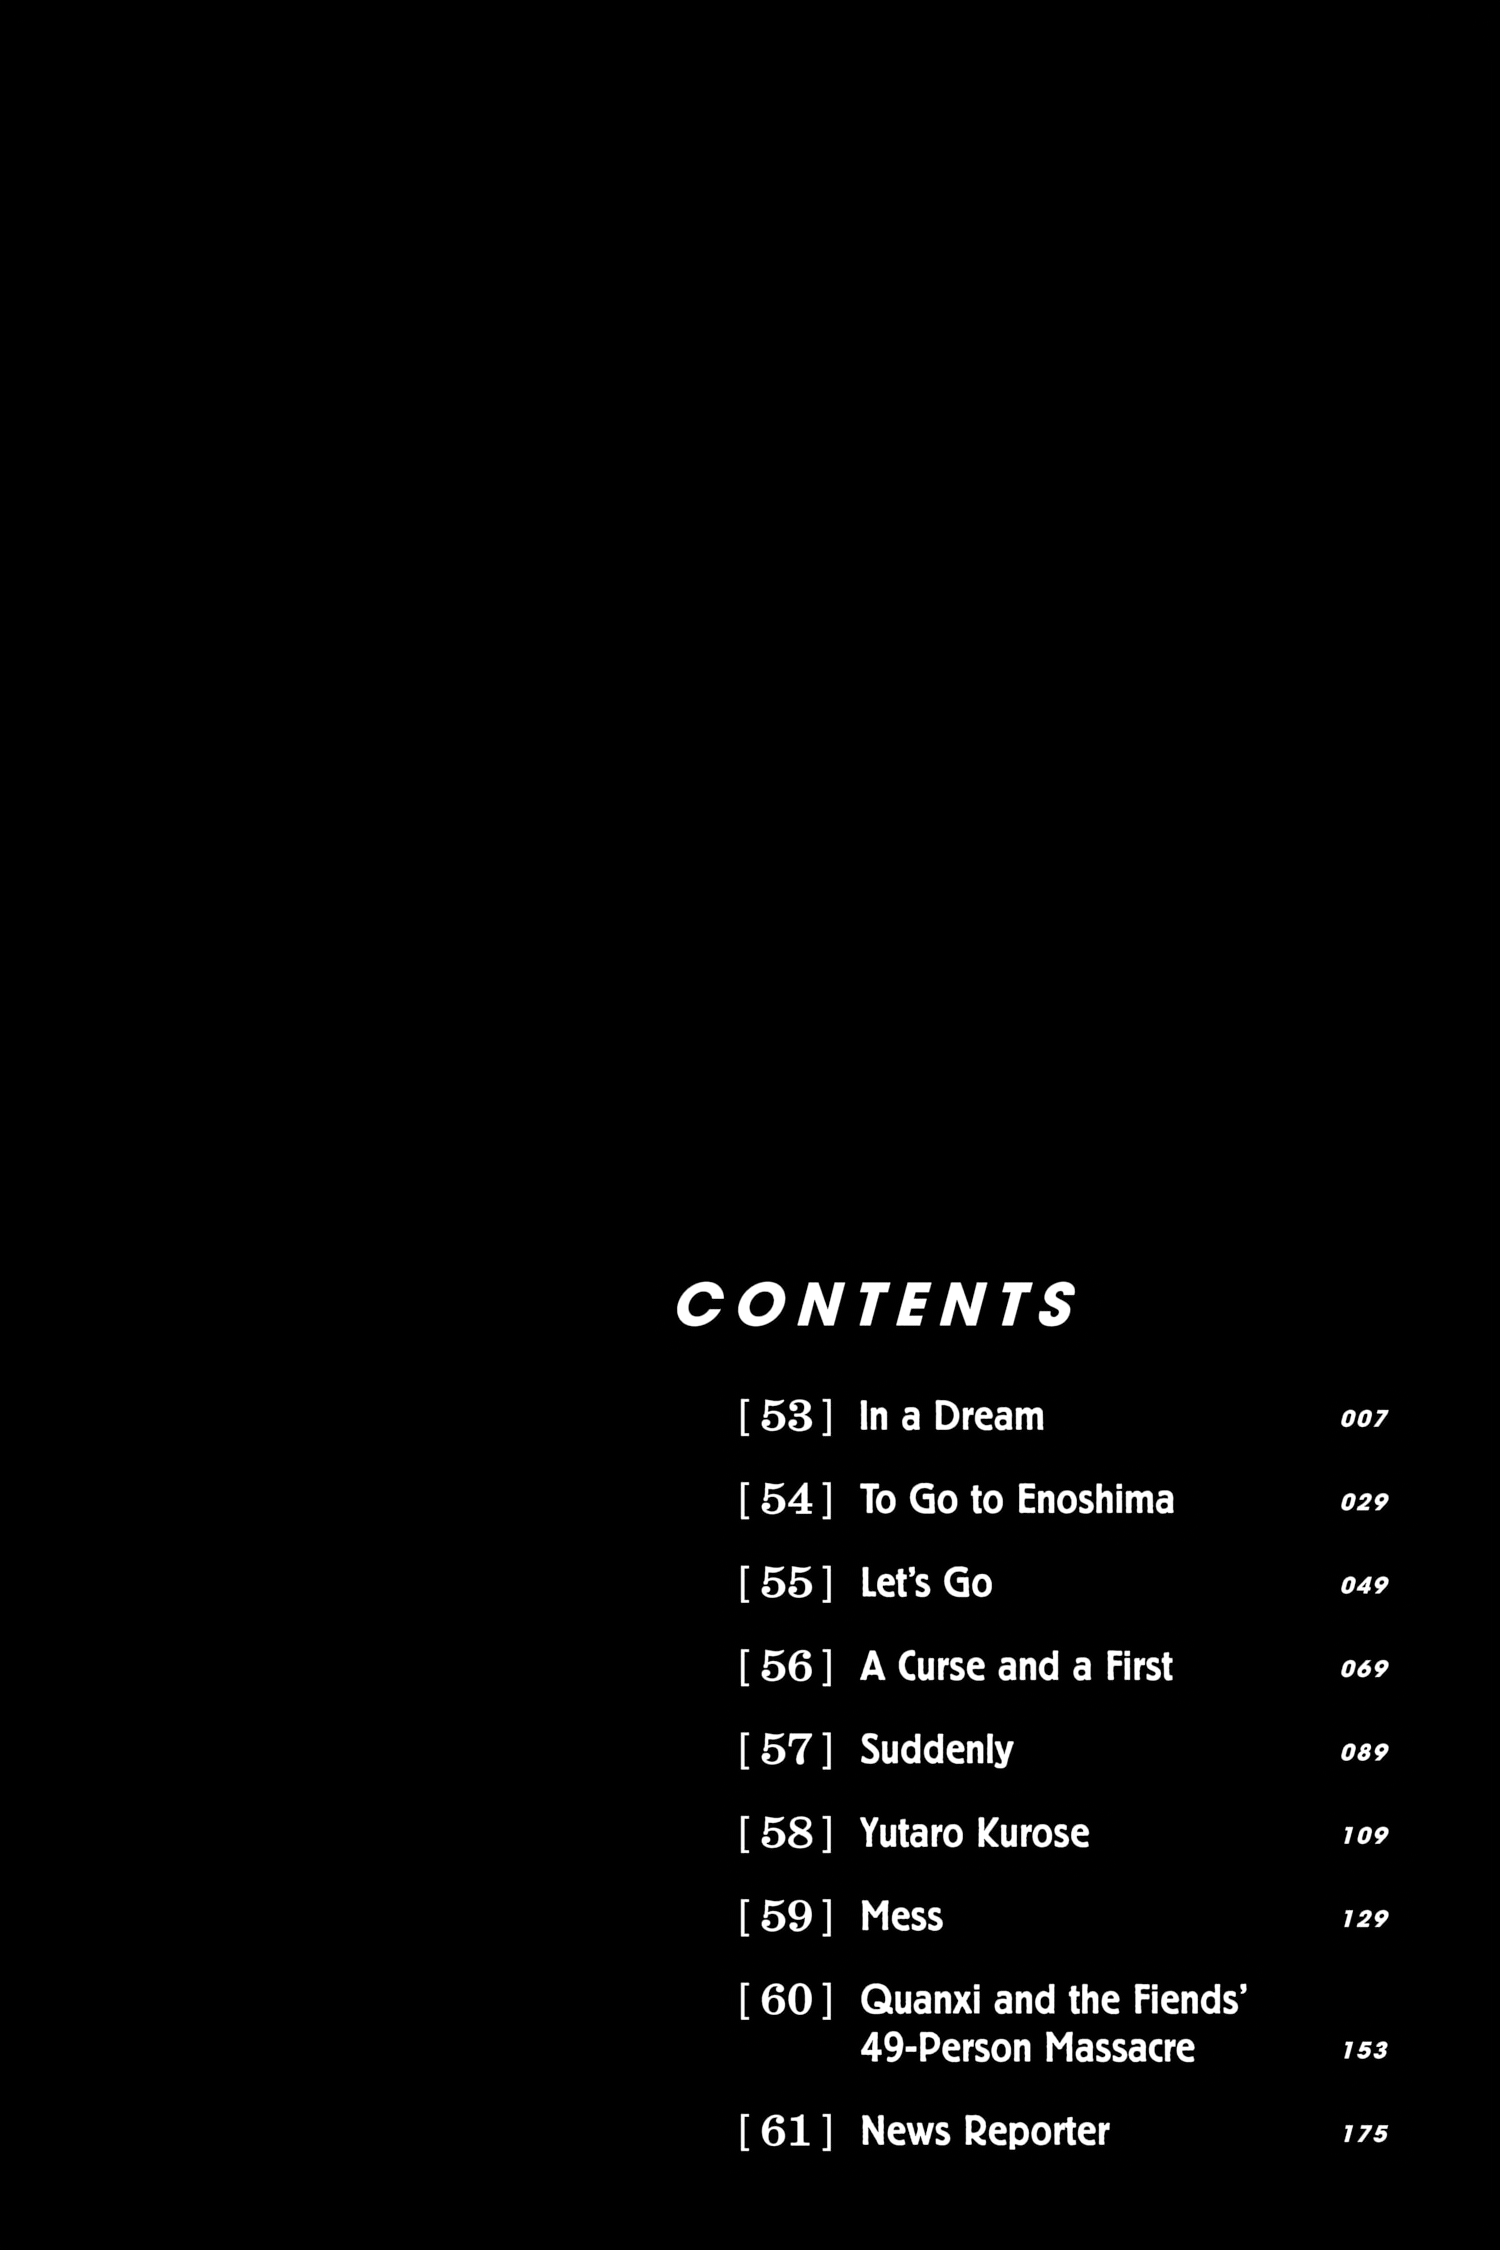 CONTENTS
[53] In a Dream 007
[54] To Go to Enoshima 029
[55] Let's Go 049
[56] A Curse and a First 069
[57] Suddenly 089
[58] Yutaro Kurose 109
[59] Mess 129
[60] Quanxi and the Fiends'
49-Person Massacre 153
[61] News Reporter 175